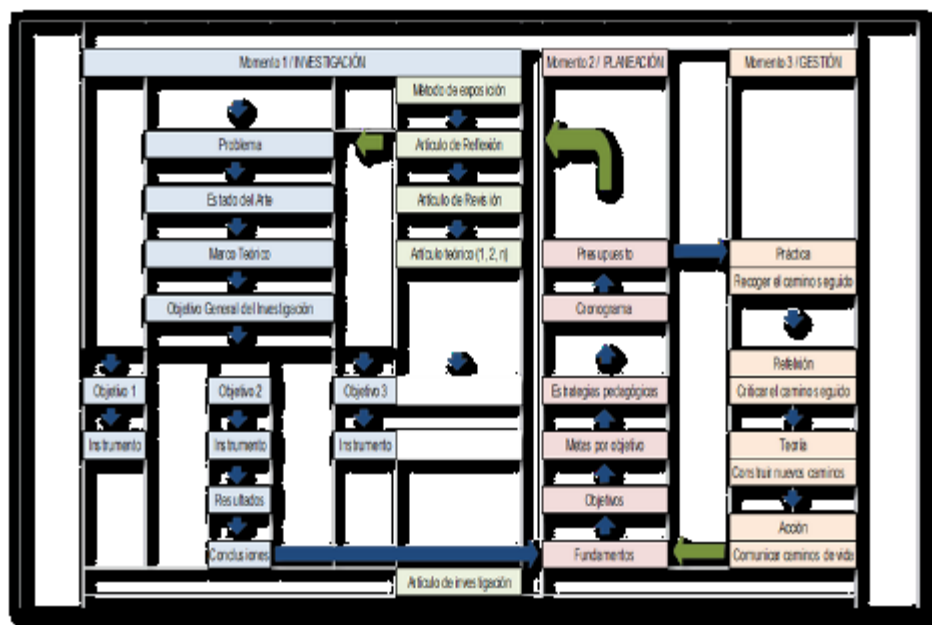 Momento 1 / INVESTIGACIÓN
Momento 2 / PLANEACIÓN
Momento 3 / GESTIÓN
Método de exposición
Problema
Artículo de Reflexión
Estado del Arte
Artículo de Revisión
Marco Teórico
Artículo teórico (1, 2, n)
Presupuesto
Práctica
Recoger el camino seguido
Objetivo General del Investigación
Cronograma
Objetivo 1
Objetivo 2
Objetivo 3
Estrategias pedagógicas
Criticar el camino seguido
Instrumento
Instrumento
Instrumento
Metas por objetivo
Teoría
Construir nuevos caminos
Resultados
Objetivos
Acción
Conclusiones
Fundamentos
Comunicar caminos de vida
Artículo de investigación